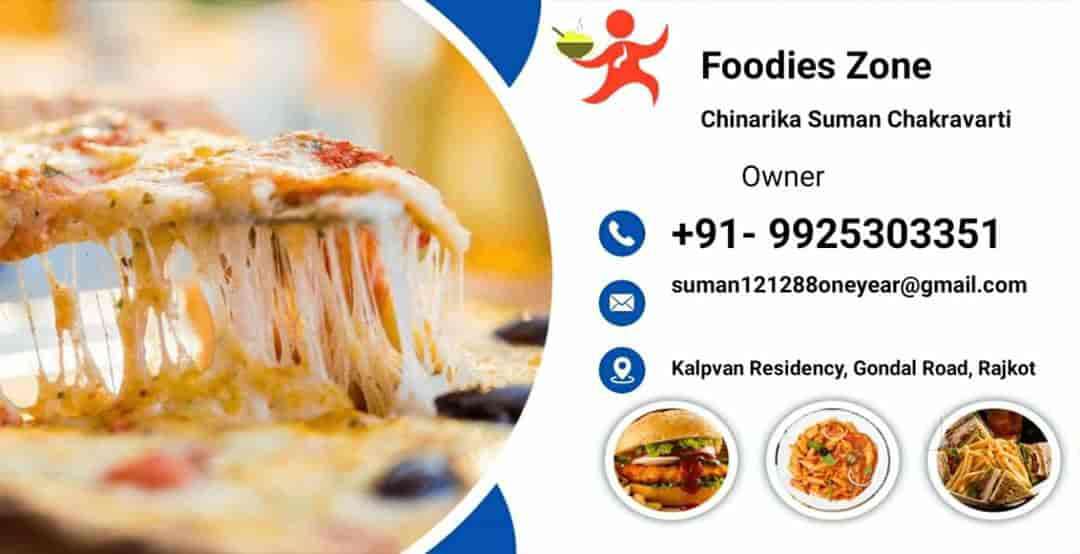 Foodies Zone
Chinarika Suman Chakravarti
Owner
+91- 9925303351
suman121288oneyear@gmail.com
Kalpvan Residency, Gondal Road, Rajkot